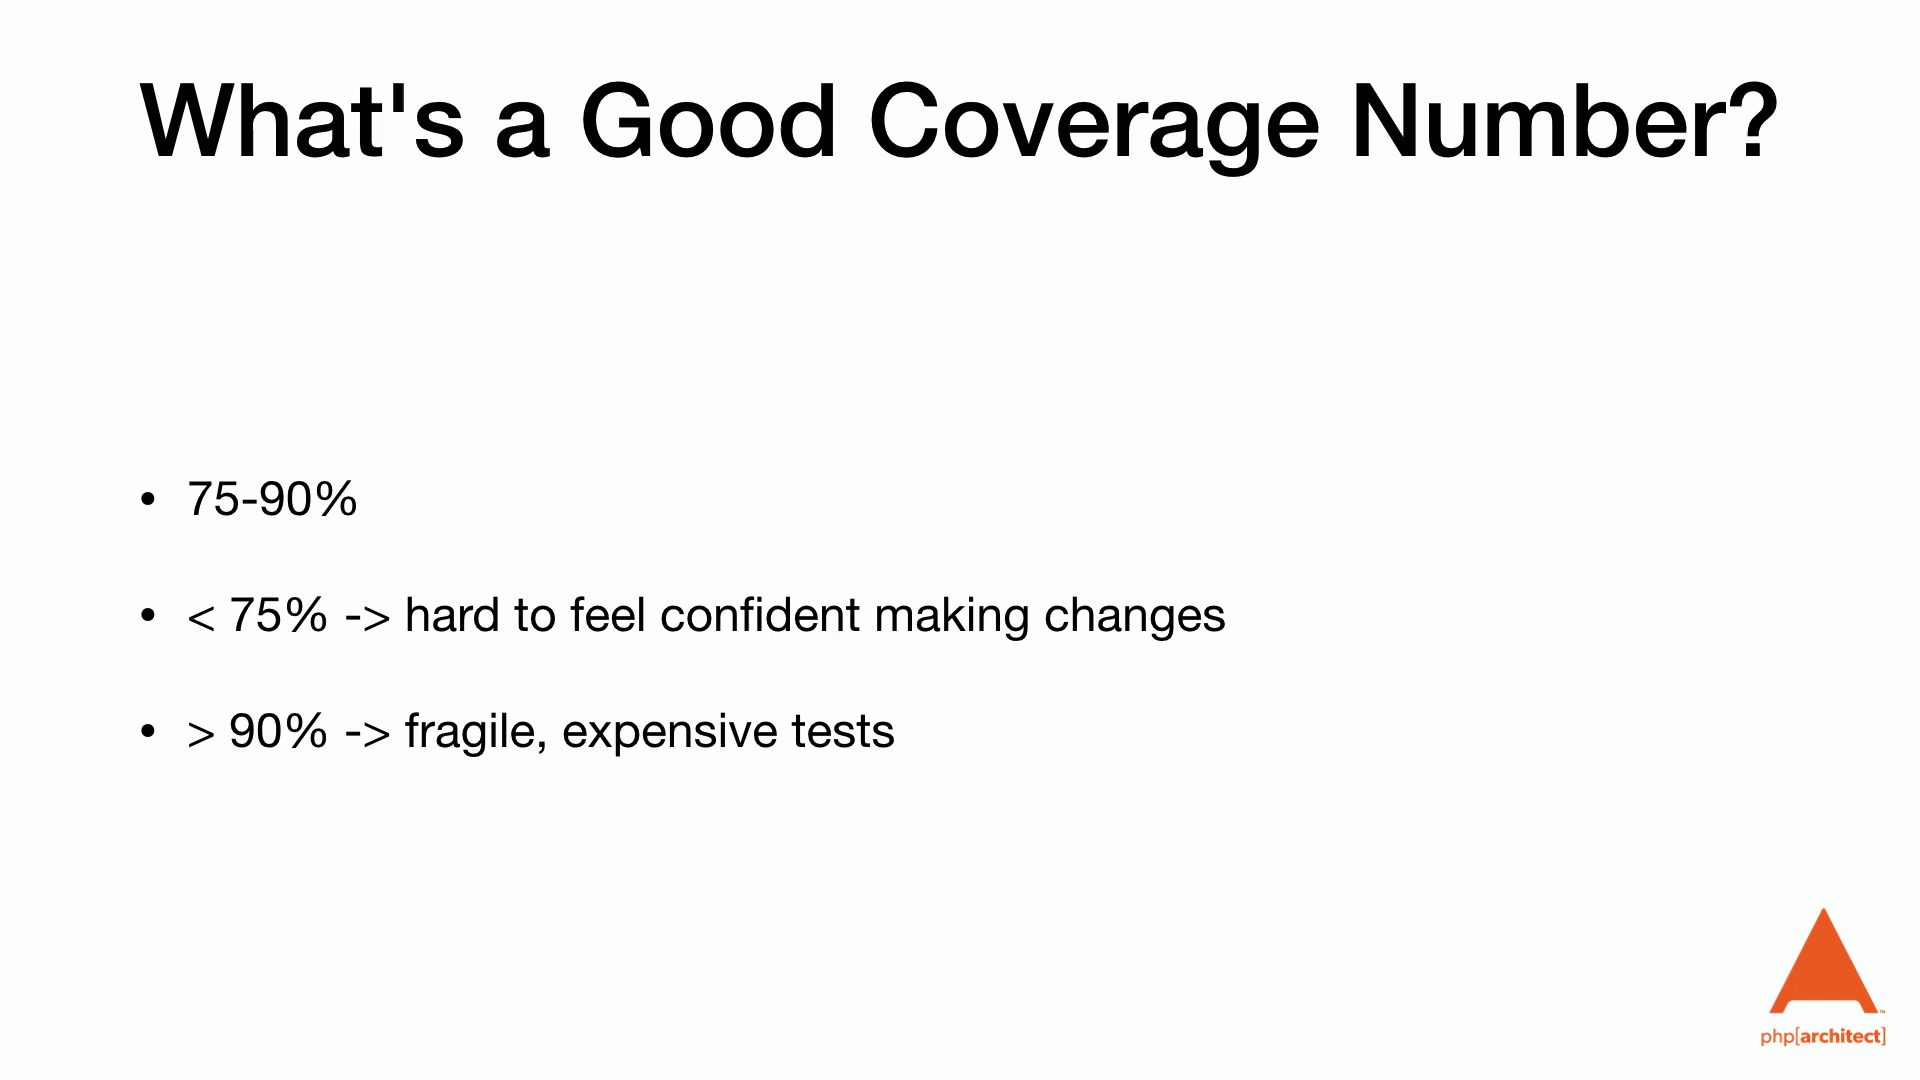 What's a Good Coverage Number?
• 75-90%
• < 75% -> hard to feel confident making changes
• > 90% -> fragile, expensive tests
php[architect]